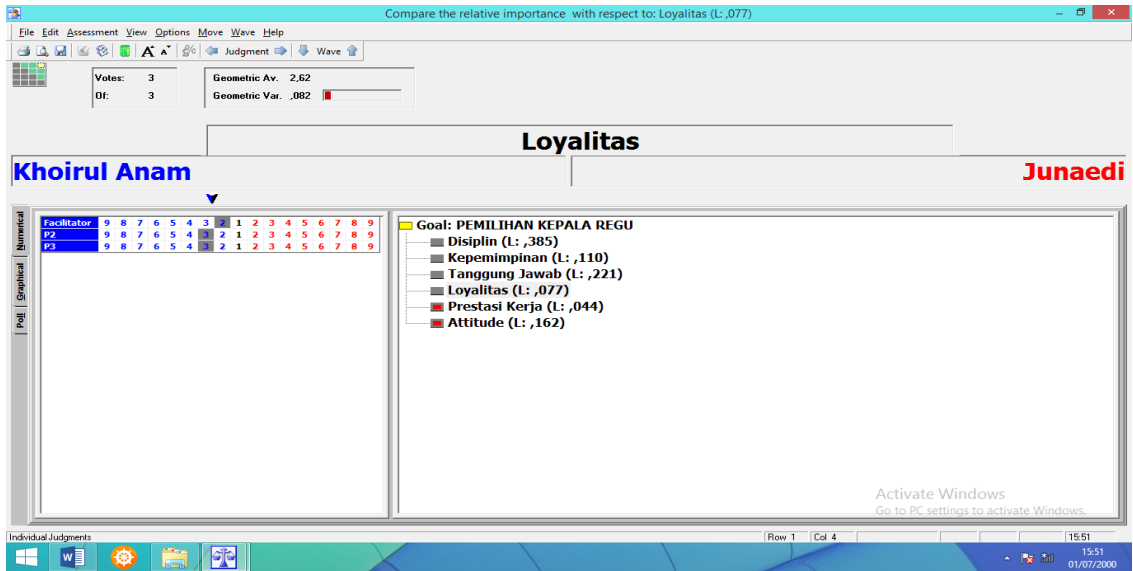 Compare the relative importance with respect to: Loyalitas (L: ,077)
File Edit Assessment View Options Move Wave Help
Judgment Wave
Votes: 3
Of: 3
Geometric Av. 2,62
Geometric Var. ,082
Loyalitas
Khoirul Anam
Junaedi
Numerical
Graphical
Poll
Facilitator 9 8 7 6 5 4 3 2 1 2 3 4 5 6 7 8 9
P2 9 8 7 6 5 4 3 2 1 2 3 4 5 6 7 8 9
P3 9 8 7 6 5 4 3 2 1 2 3 4 5 6 7 8 9
Goal: PEMILIHAN KEPALA REGU
Disiplin (L: ,385)
Kepemimpinan (L: ,110)
Tanggung Jawab (L: ,221)
Loyalitas (L: ,077)
Prestasi Kerja (L: ,044)
Attitude (L: ,162)
Activate Windows
Go to PC settings to activate Windows.
Individual Judgments
Row 1 Col 4
15:51
15:51
01/07/2000